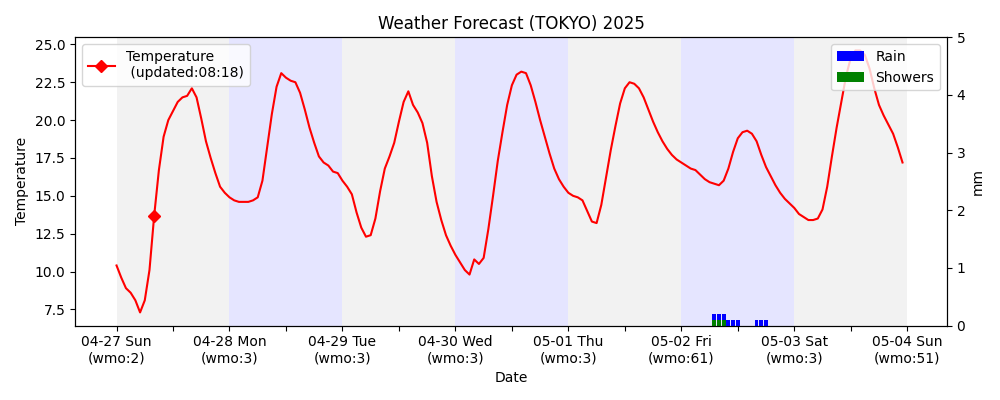 Weather Forecast (TOKYO) 2025
Temperature
(updated:08:18)
Rain
Showers
Temperature
25.0
22.5
20.0
17.5
15.0
12.5
10.0
7.5
5
4
3
2
1
0
mm
04-27 Sun 04-28 Mon 04-29 Tue 04-30 Wed 05-01 Thu 05-02 Fri 05-03 Sat 05-04 Sun
(wmo:2) (wmo:3) (wmo:3) (wmo:3) (wmo:3) (wmo:61) (wmo:3) (wmo:51)
Date